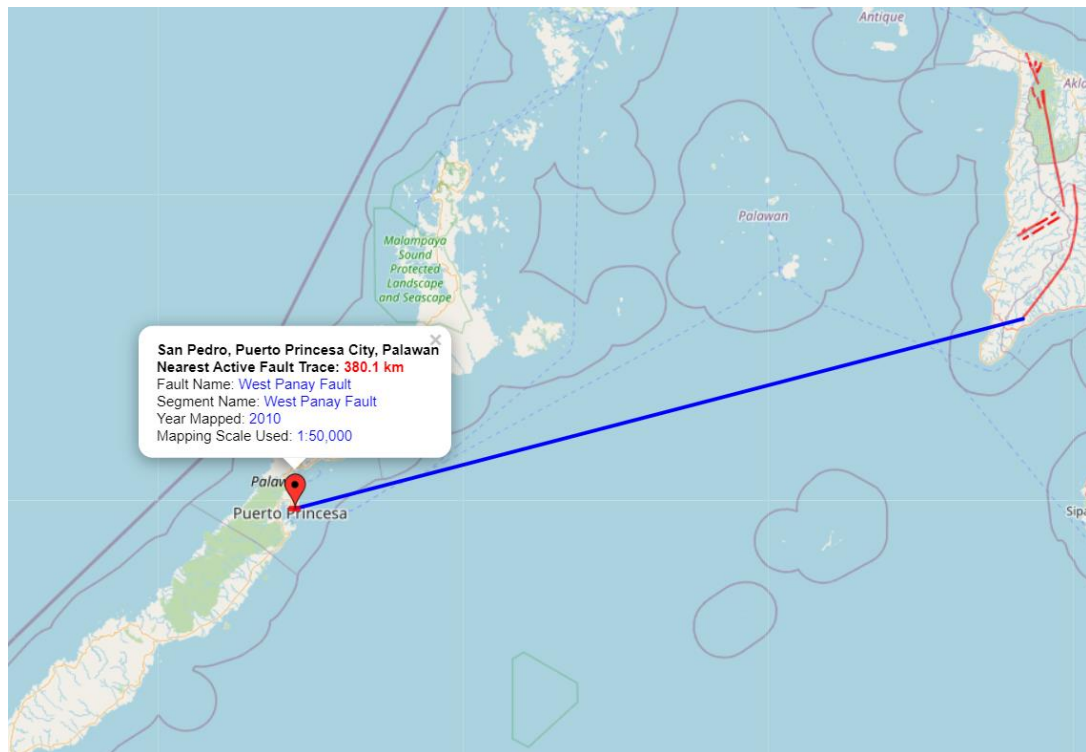 Antique
Akla
Palawan
Malampaya
Sound
Protected
Landscape
and Seascape
×
San Pedro, Puerto Princesa City, Palawan
Nearest Active Fault Trace: 380.1 km
Fault Name: West Panay Fault
Segment Name: West Panay Fault
Year Mapped: 2010
Mapping Scale Used: 1:50,000
Palaw
Puerto Princesa
Sipa